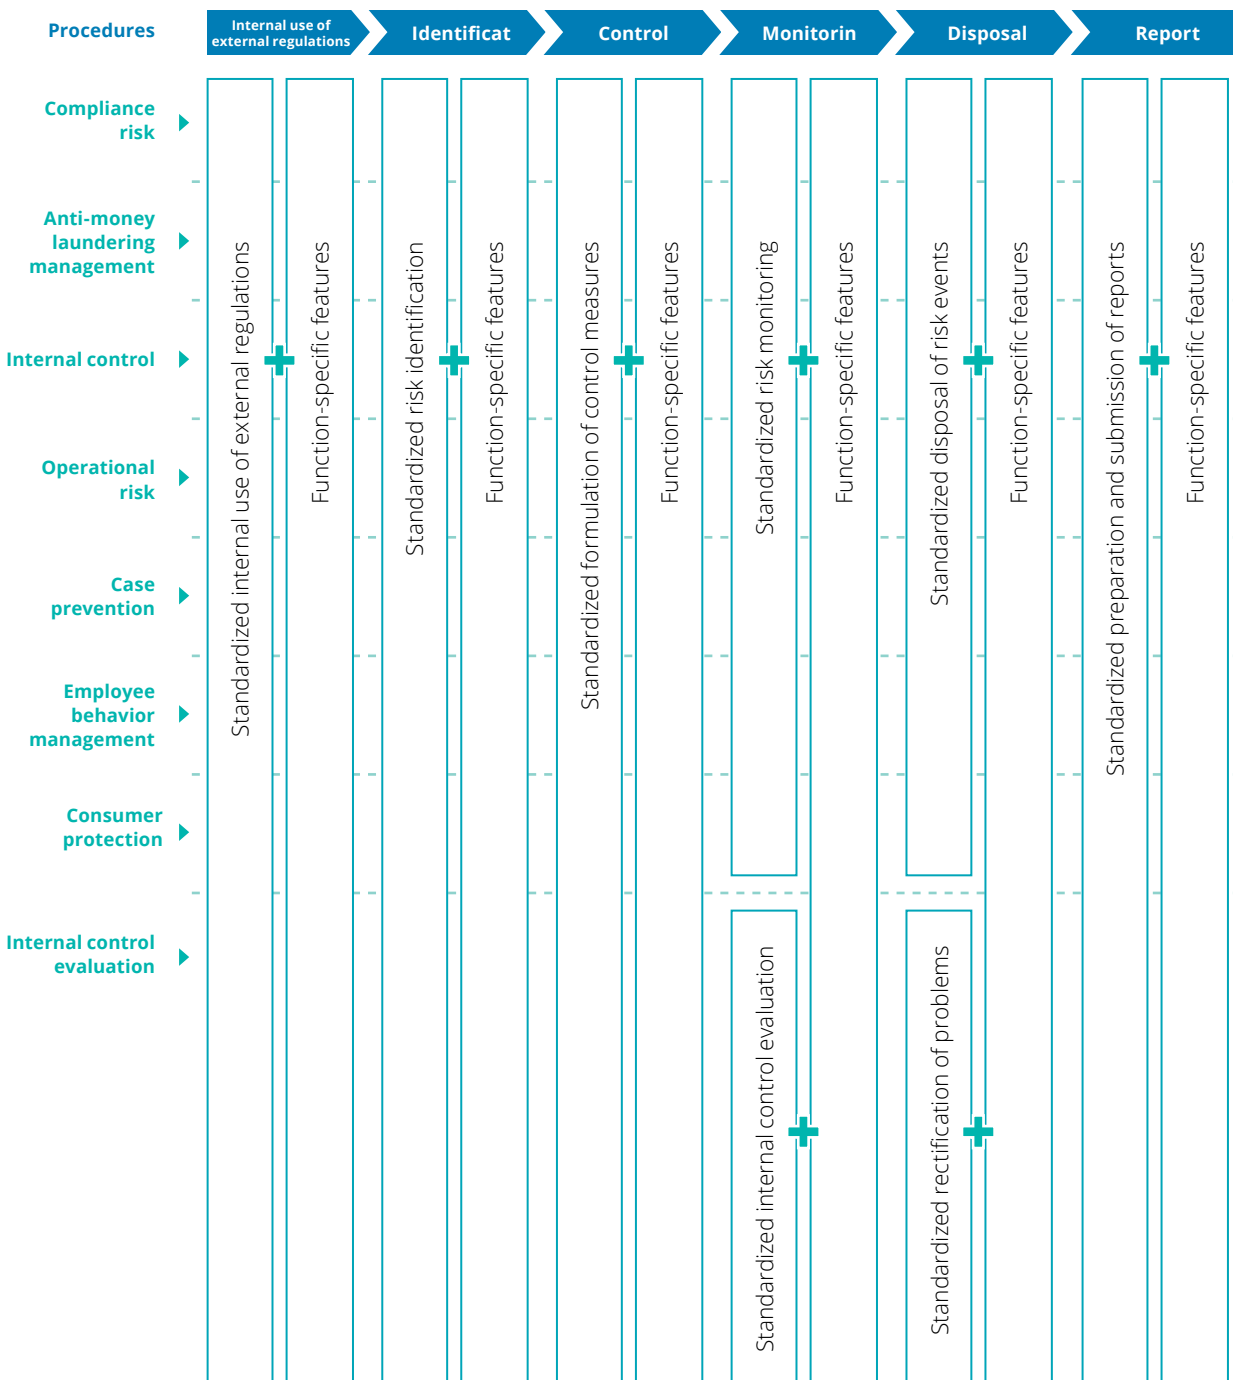 Procedures
Internal use of
external regulations
Identificat
Control
Monitorin
Disposal
Report
Compliance
risk
Anti-money
laundering
management
Internal control
Operational
risk
Case
prevention
Employee
behavior
management
Consumer
protection
Internal control
evaluation
Standardized internal use of external regulations
Function-specific features
Standardized risk identification
Function-specific features
Standardized formulation of control measures
Function-specific features
Standardized risk monitoring
Standardized internal control evaluation
Function-specific features
Standardized disposal of risk events
Standardized rectification of problems
Function-specific features
Standardized preparation and submission of reports
Function-specific features